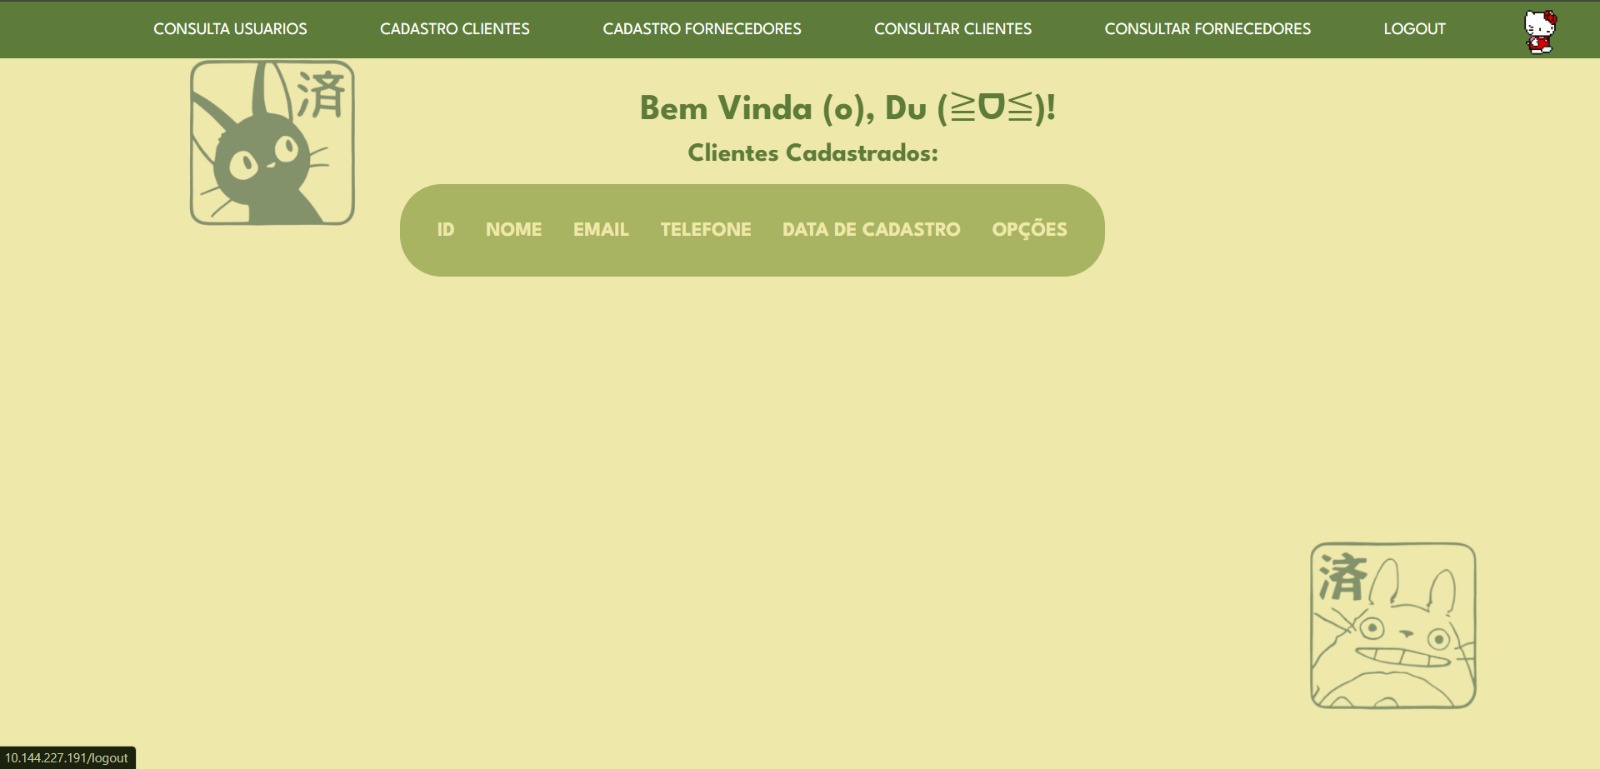 CONSULTA USUARIOS CADASTRO CLIENTES CADASTRO FORNECEDORES CONSULTAR CLIENTES CONSULTAR FORNECEDORES LOGOUT
済
Bem Vinda (o), Du (≧ᗜ≦)!
Clientes Cadastrados:
ID NOME EMAIL TELEFONE DATA DE CADASTRO OPÇÕES
済
10.144.227.191/logout